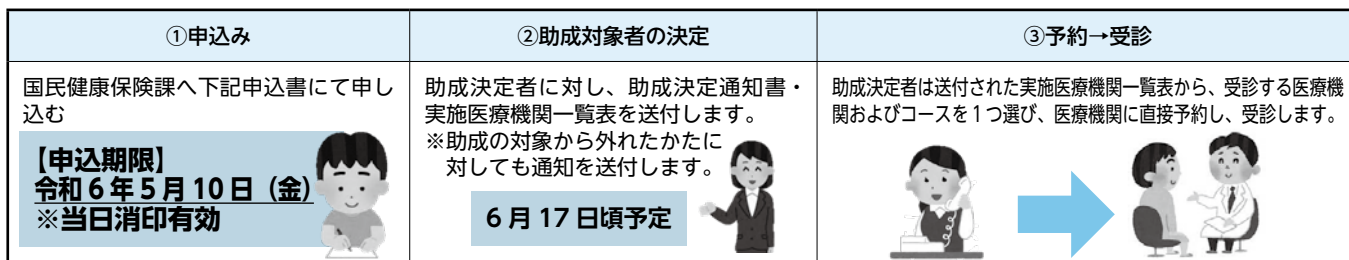 ①申込み
国民健康保険課へ下記申込書にて申し
込む
【申込期限】
令和6年5月10日（金）
※当日消印有効
②助成対象者の決定
助成決定者に対し、助成決定通知書・
実施医療機関一覧表を送付します。
※助成の対象から外れたかたに
対しても通知を送付します。
6月17日頃予定
③予約→受診
助成決定者は送付された実施医療機関一覧表から、受診する医療機
関およびコースを1つ選び、医療機関に直接予約し、受診します。